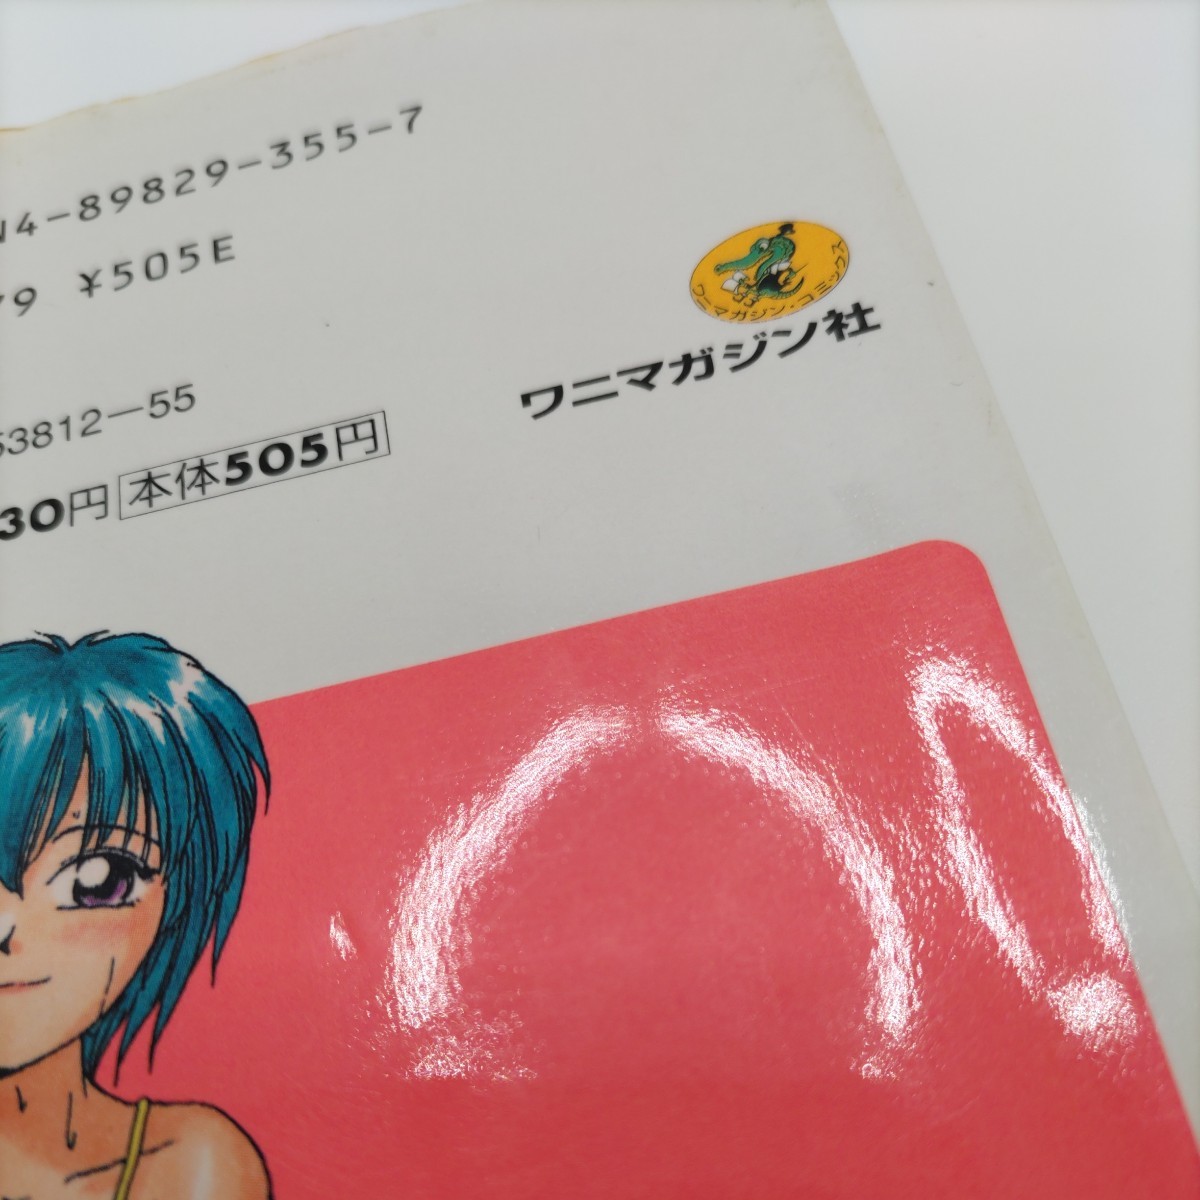 N4-89829-355-7
79 ¥505E
53812-55
30円 本体505円
ワニマガジン・コミックス
ワニマガジン社